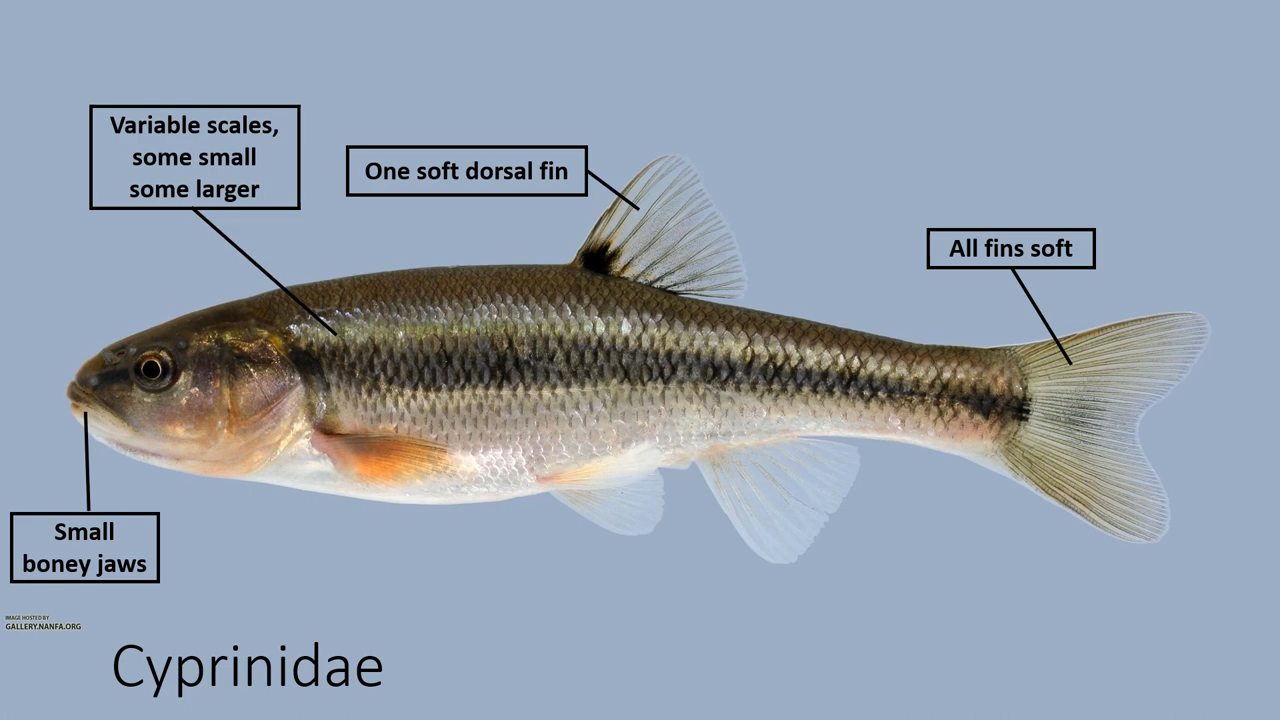 Variable scales,
some small
some larger
One soft dorsal fin
All fins soft
Small
boney jaws
IMAGE HOSTED BY
GALLERY.NANFA.ORG
Cyprinidae